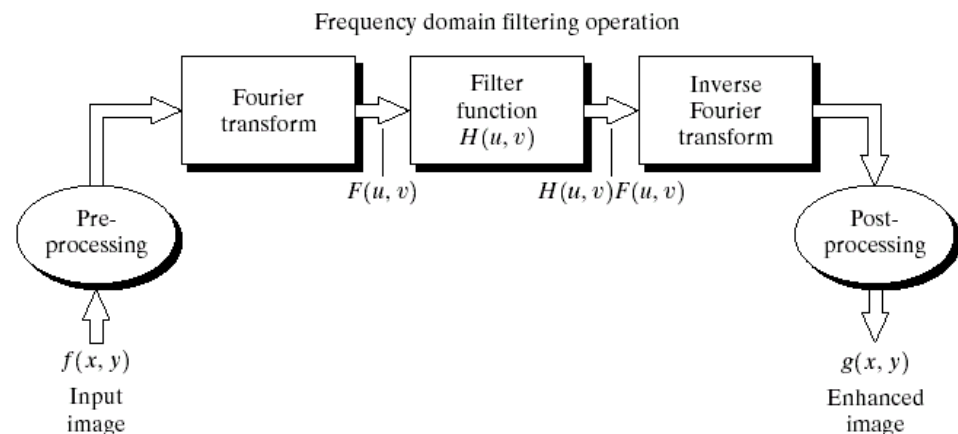 Frequency domain filtering operation
Fourier
transform
Filter
function
H(u, v)
Inverse
Fourier
transform
F(u, v)
H(u, v)F(u, v)
Pre-
processing
Post-
processing
f(x, y)
Input
image
g(x, y)
Enhanced
image